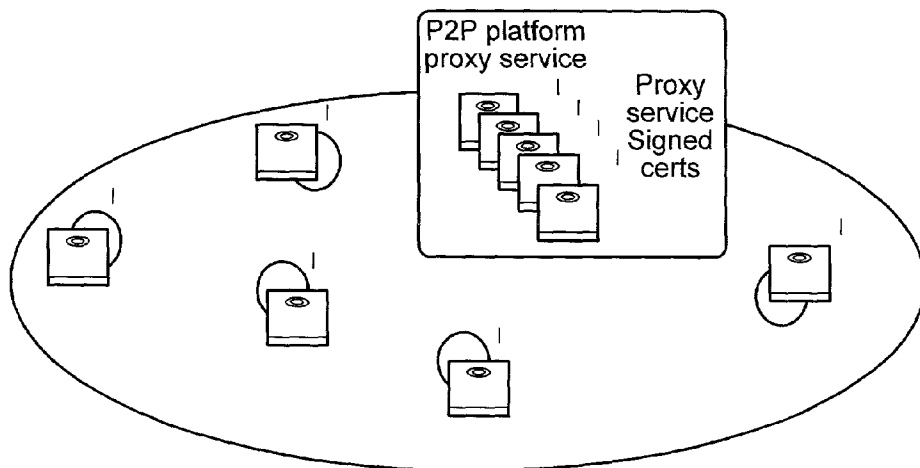 P2P platform
proxy service
Proxy
service
Signed
certs